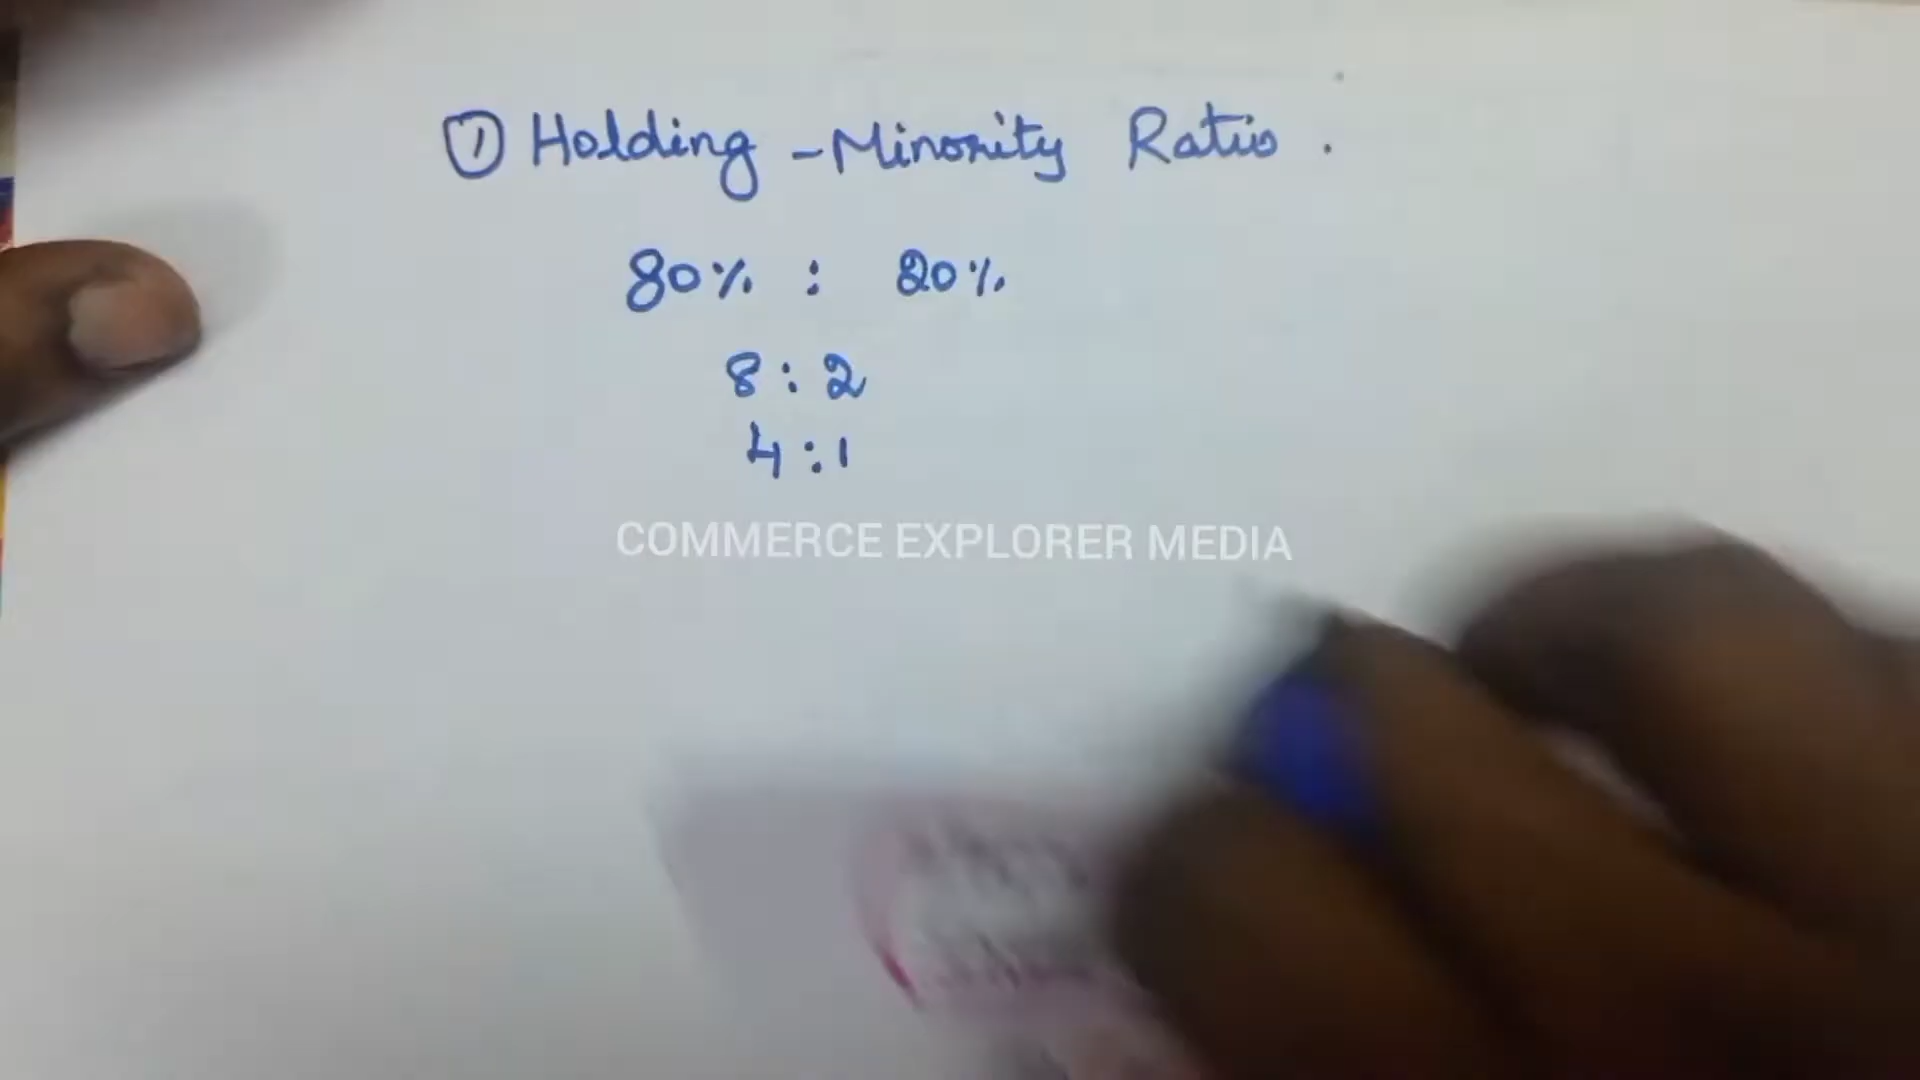 ① Holding - Minority Ratio.
80% : 20%
8 : 2
4 : 1
COMMERCE EXPLORER MEDIA